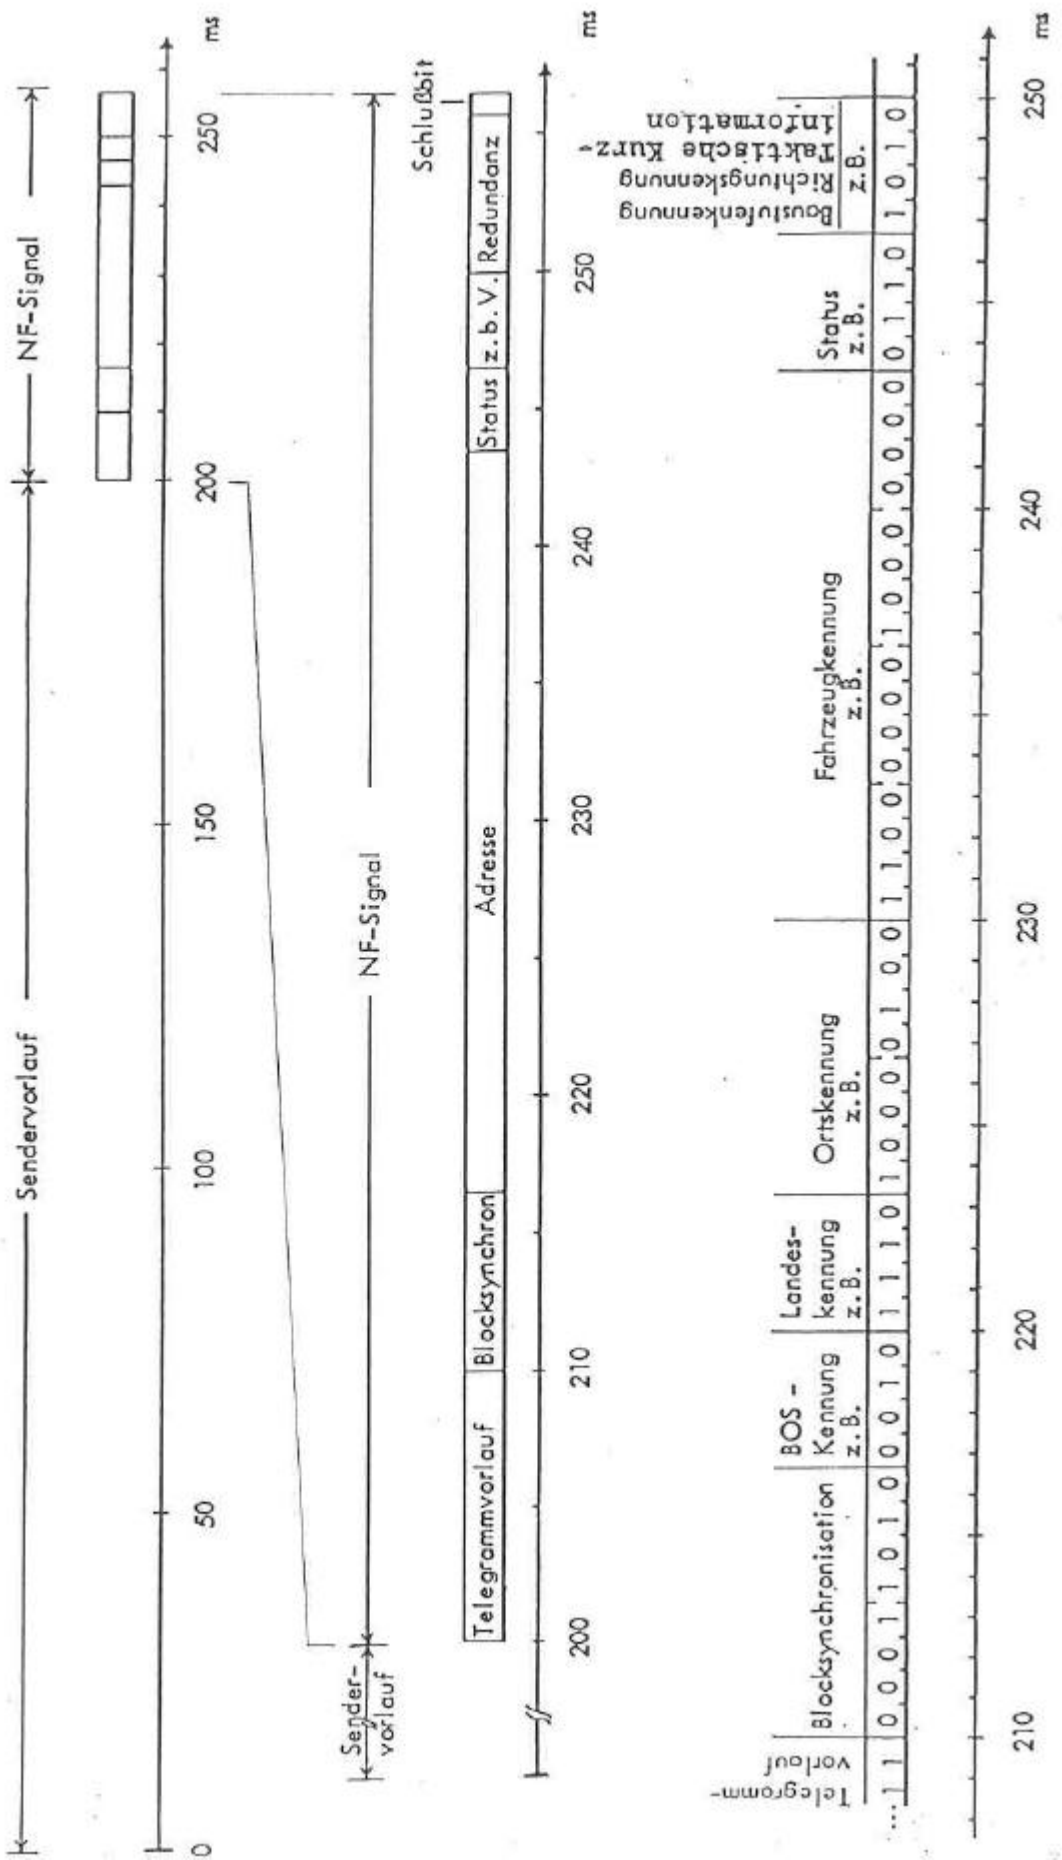 Sendervorlauf NF-Signal
0 50 100 150 200 250 ms
Sender-
vorlauf
NF-Signal
Schlußbit
Telegrammvorlauf Blocksynchron Adresse Status z.b.V. Redundanz
200 210 220 230 240 250 ms
Telegramm-
vorlauf
Blocksynchronisation
BOS -
Kennung
z.B.
Landes-
kennung
z.B.
Ortskennung
z.B.
Fahrzeugkennung
z.B.
Status
z.B.
Baustufenkennung
Richtungskennung
Taktische Kurz-
information
z.B.
...1 1 0 0 0 1 1 0 1 0 0 0 1 0 1 1 1 0 1 0 0 0 0 1 0 0 1 1 0 0 0 0 0 0 1 0 0 0 0 0 0 0 0 1 1 0 1 0 1 0
210 220 230 240 250 ms